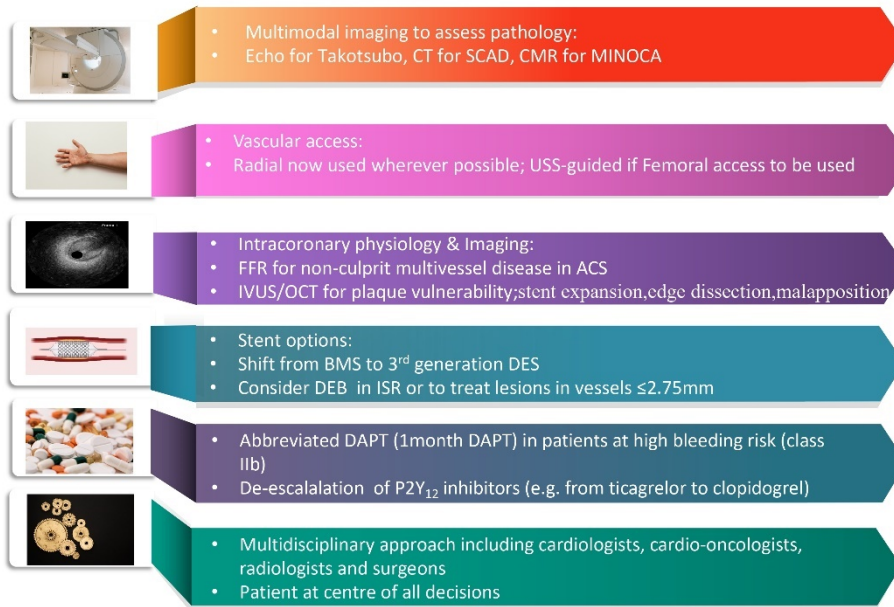 • Multimodal imaging to assess pathology:
• Echo for Takotsubo, CT for SCAD, CMR for MINOCA
• Vascular access:
• Radial now used wherever possible; USS-guided if Femoral access to be used
• Intracoronary physiology & Imaging:
• FFR for non-culprit multivessel disease in ACS
• IVUS/OCT for plaque vulnerability;stent expansion,edge dissection,malapposition
• Stent options:
• Shift from BMS to 3rd generation DES
• Consider DEB in ISR or to treat lesions in vessels ≤2.75mm
• Abbreviated DAPT (1month DAPT) in patients at high bleeding risk (class
IIb)
• De-escalalation of P2Y12 inhibitors (e.g. from ticagrelor to clopidogrel)
• Multidisciplinary approach including cardiologists, cardio-oncologists,
radiologists and surgeons
• Patient at centre of all decisions